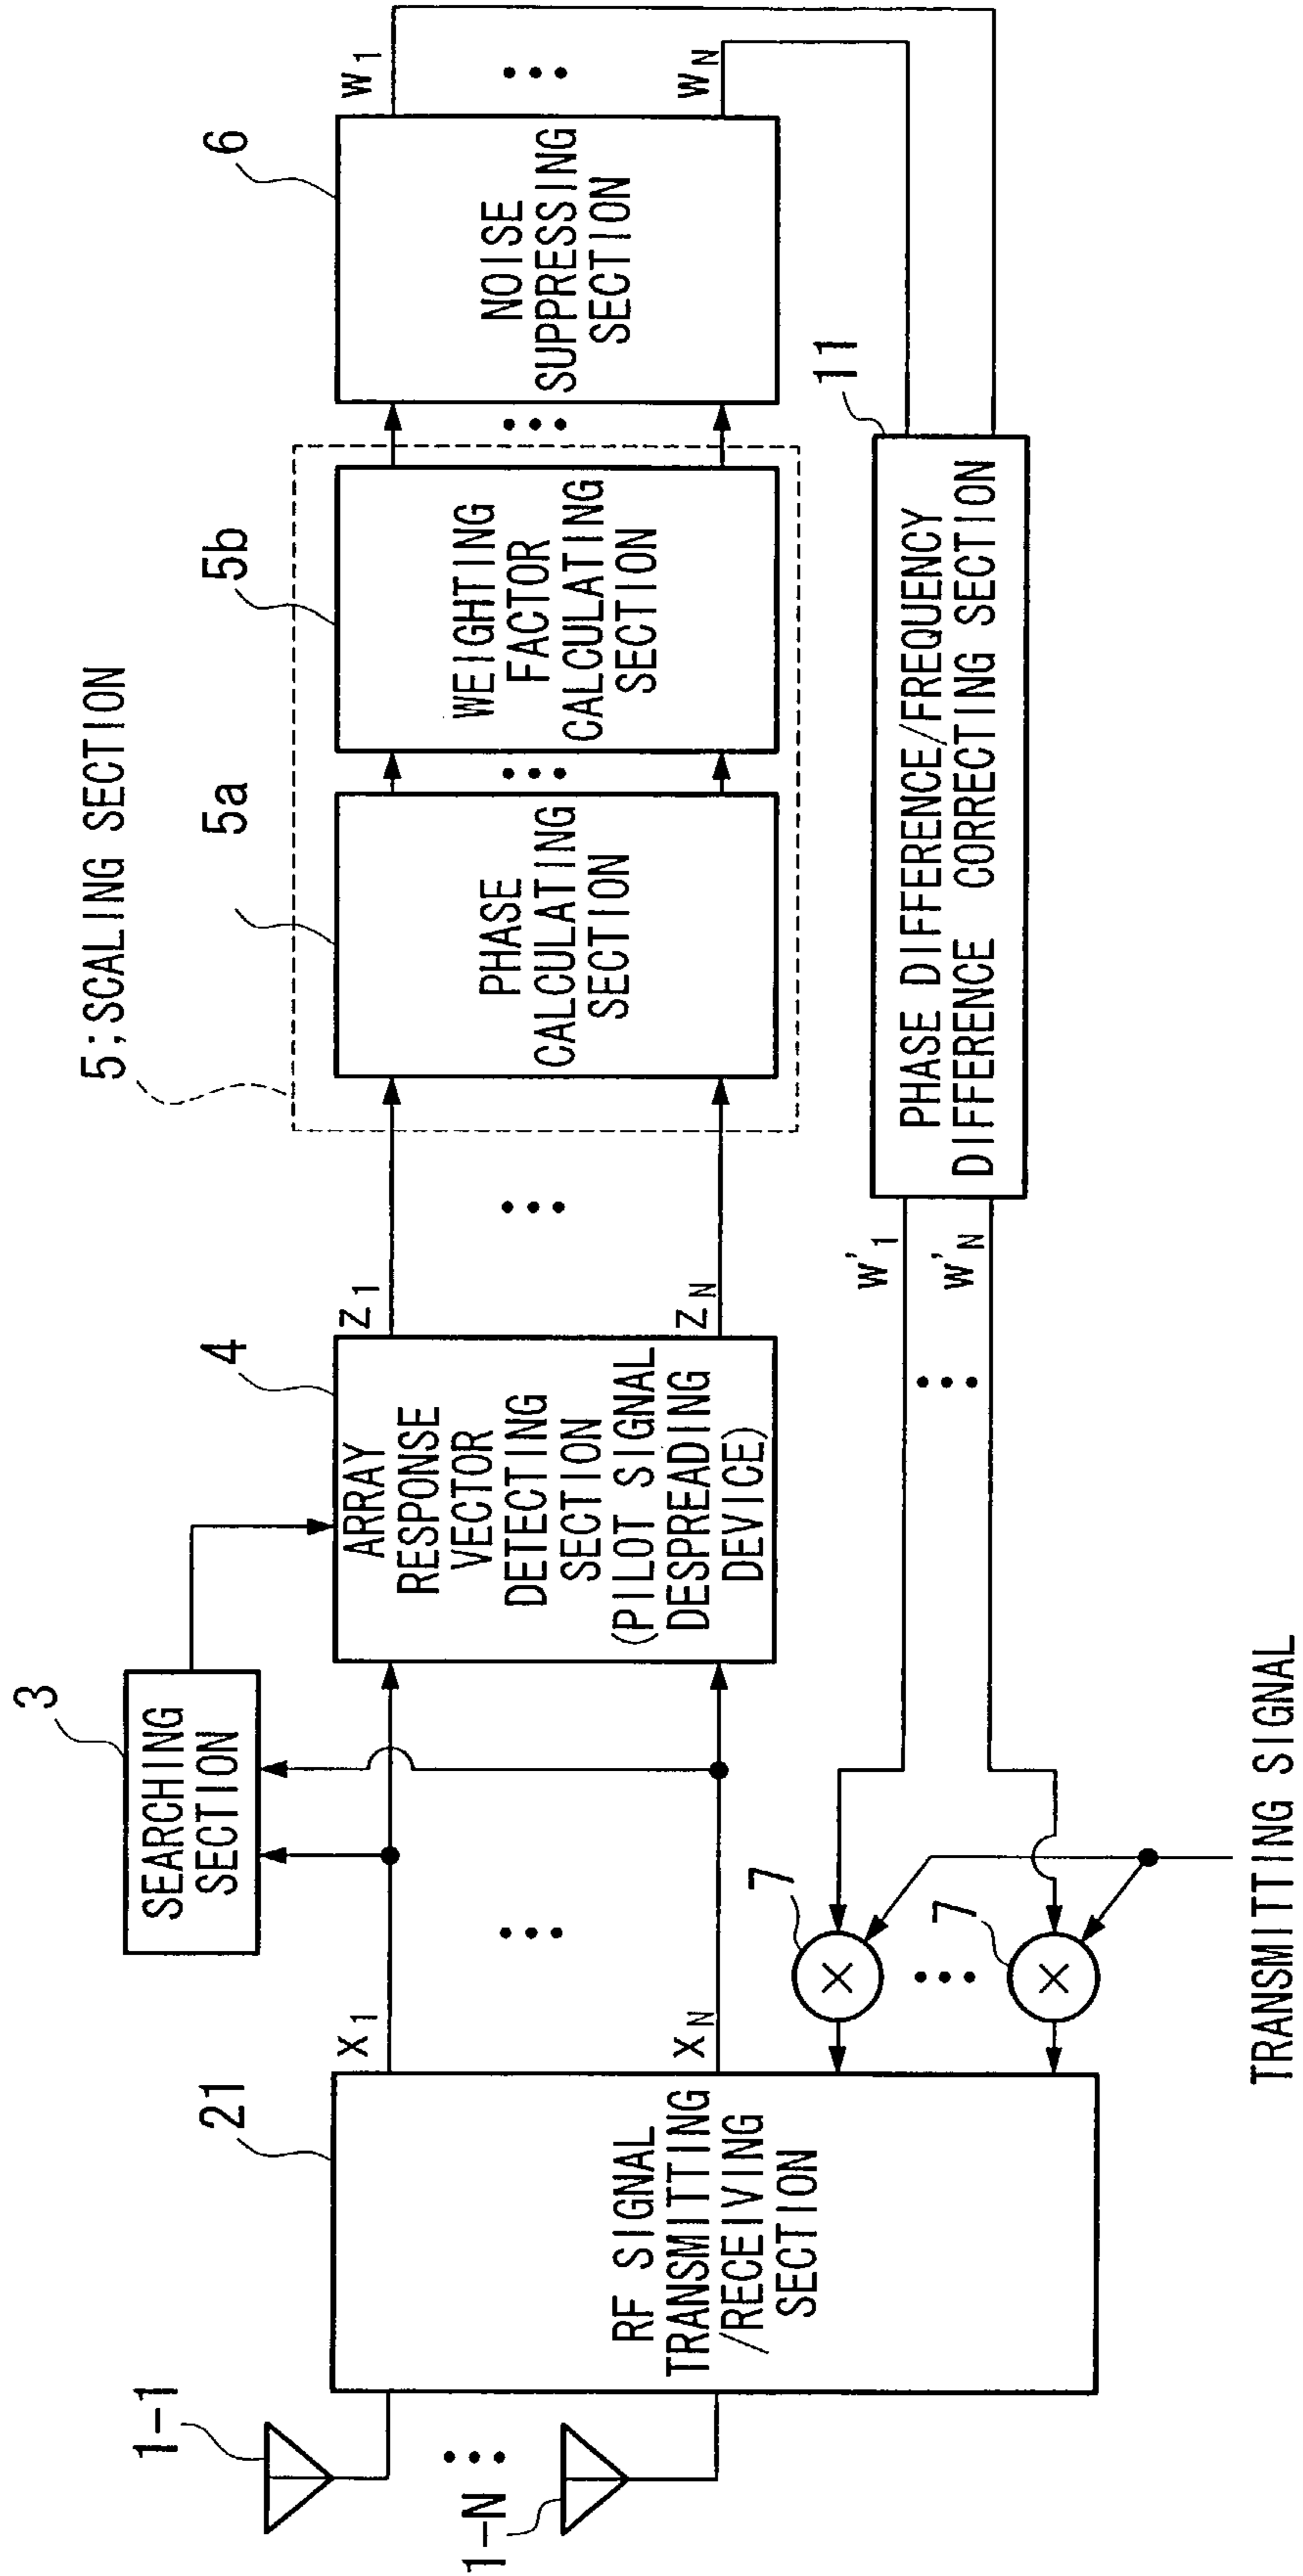 1-1
1-N
21
RF SIGNAL
TRANSMITTING
/RECEIVING
SECTION
x1
xN
3
SEARCHING
SECTION
4
ARRAY
RESPONSE
VECTOR
DETECTING
SECTION
(PILOT SIGNAL
DESPREADING
DEVICE)
z1
zN
5;SCALING SECTION
5a
PHASE
CALCULATING
SECTION
5b
WEIGHTING
FACTOR
CALCULATING
SECTION
6
NOISE
SUPPRESSING
SECTION
w1
wN
11
PHASE DIFFERENCE/FREQUENCY
DIFFERENCE CORRECTING SECTION
w'1
w'N
7
7
TRANSMITTING SIGNAL